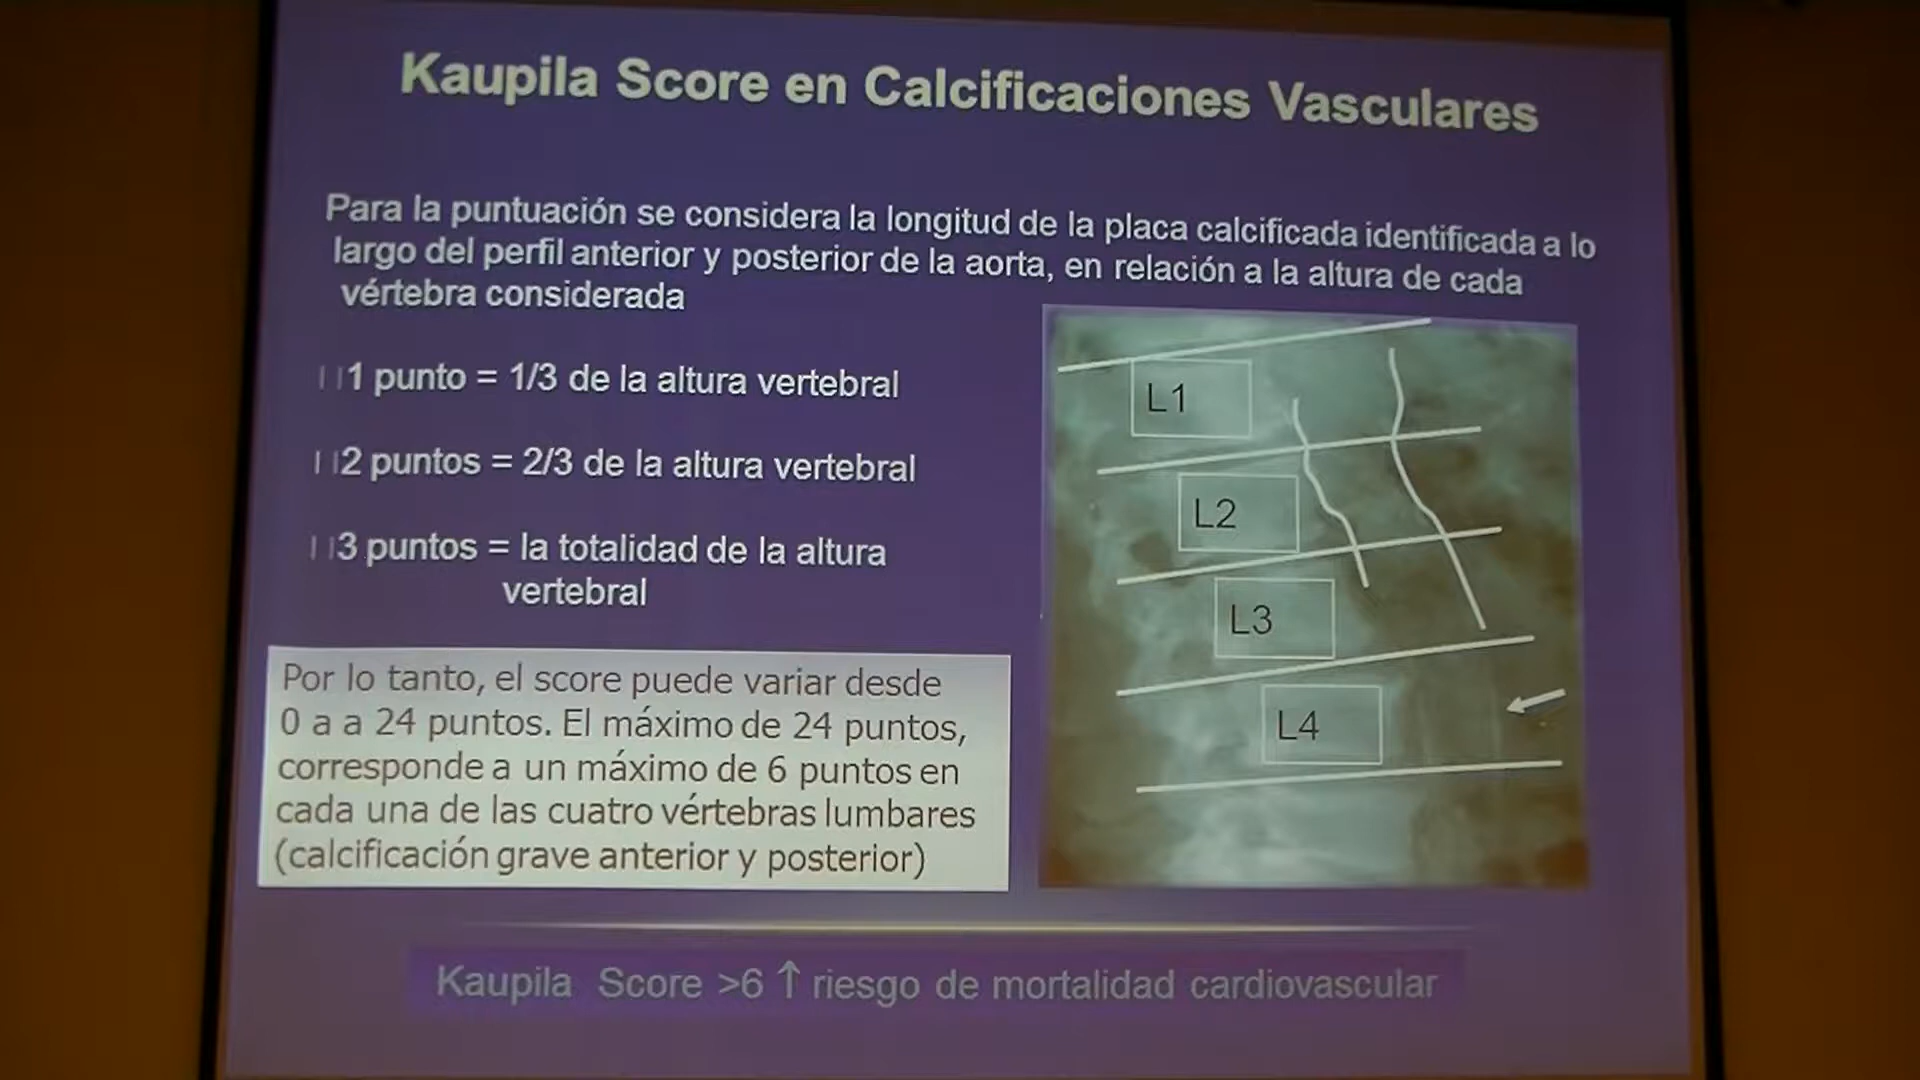 Kaupila Score en Calcificaciones Vasculares
Para la puntuación se considera la longitud de la placa calcificada identificada a lo
largo del perfil anterior y posterior de la aorta, en relación a la altura de cada
vértebra considerada
1 punto = 1/3 de la altura vertebral
2 puntos = 2/3 de la altura vertebral
3 puntos = la totalidad de la altura
vertebral
Por lo tanto, el score puede variar desde
0 a a 24 puntos. El máximo de 24 puntos,
corresponde a un máximo de 6 puntos en
cada una de las cuatro vértebras lumbares
(calcificación grave anterior y posterior)
L1
L2
L3
L4
Kaupila Score >6 ↑ riesgo de mortalidad cardiovascular